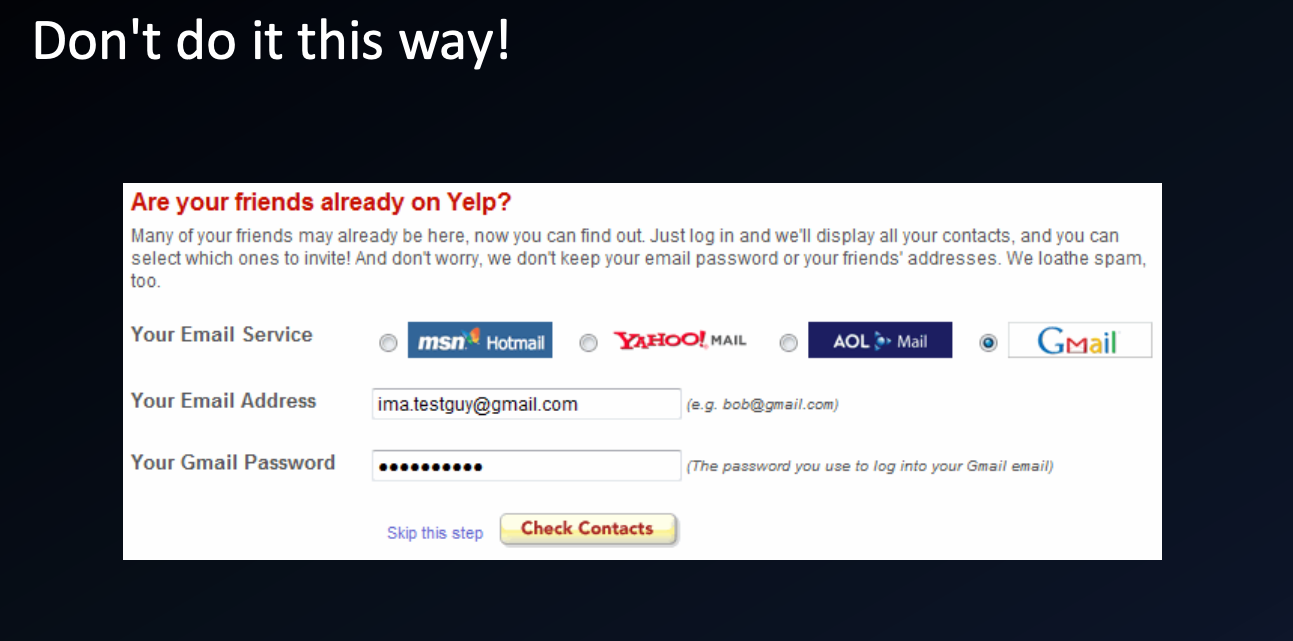 Don't do it this way!
Are your friends already on Yelp?
Many of your friends may already be here, now you can find out. Just log in and we'll display all your contacts, and you can
select which ones to invite! And don't worry, we don't keep your email password or your friends' addresses. We loathe spam,
too.
Your Email Service msn Hotmail YAHOO! MAIL AOL Mail Gmail
Your Email Address ima.testguy@gmail.com (e.g. bob@gmail.com)
Your Gmail Password •••••••••• (The password you use to log into your Gmail email)
Skip this step Check Contacts